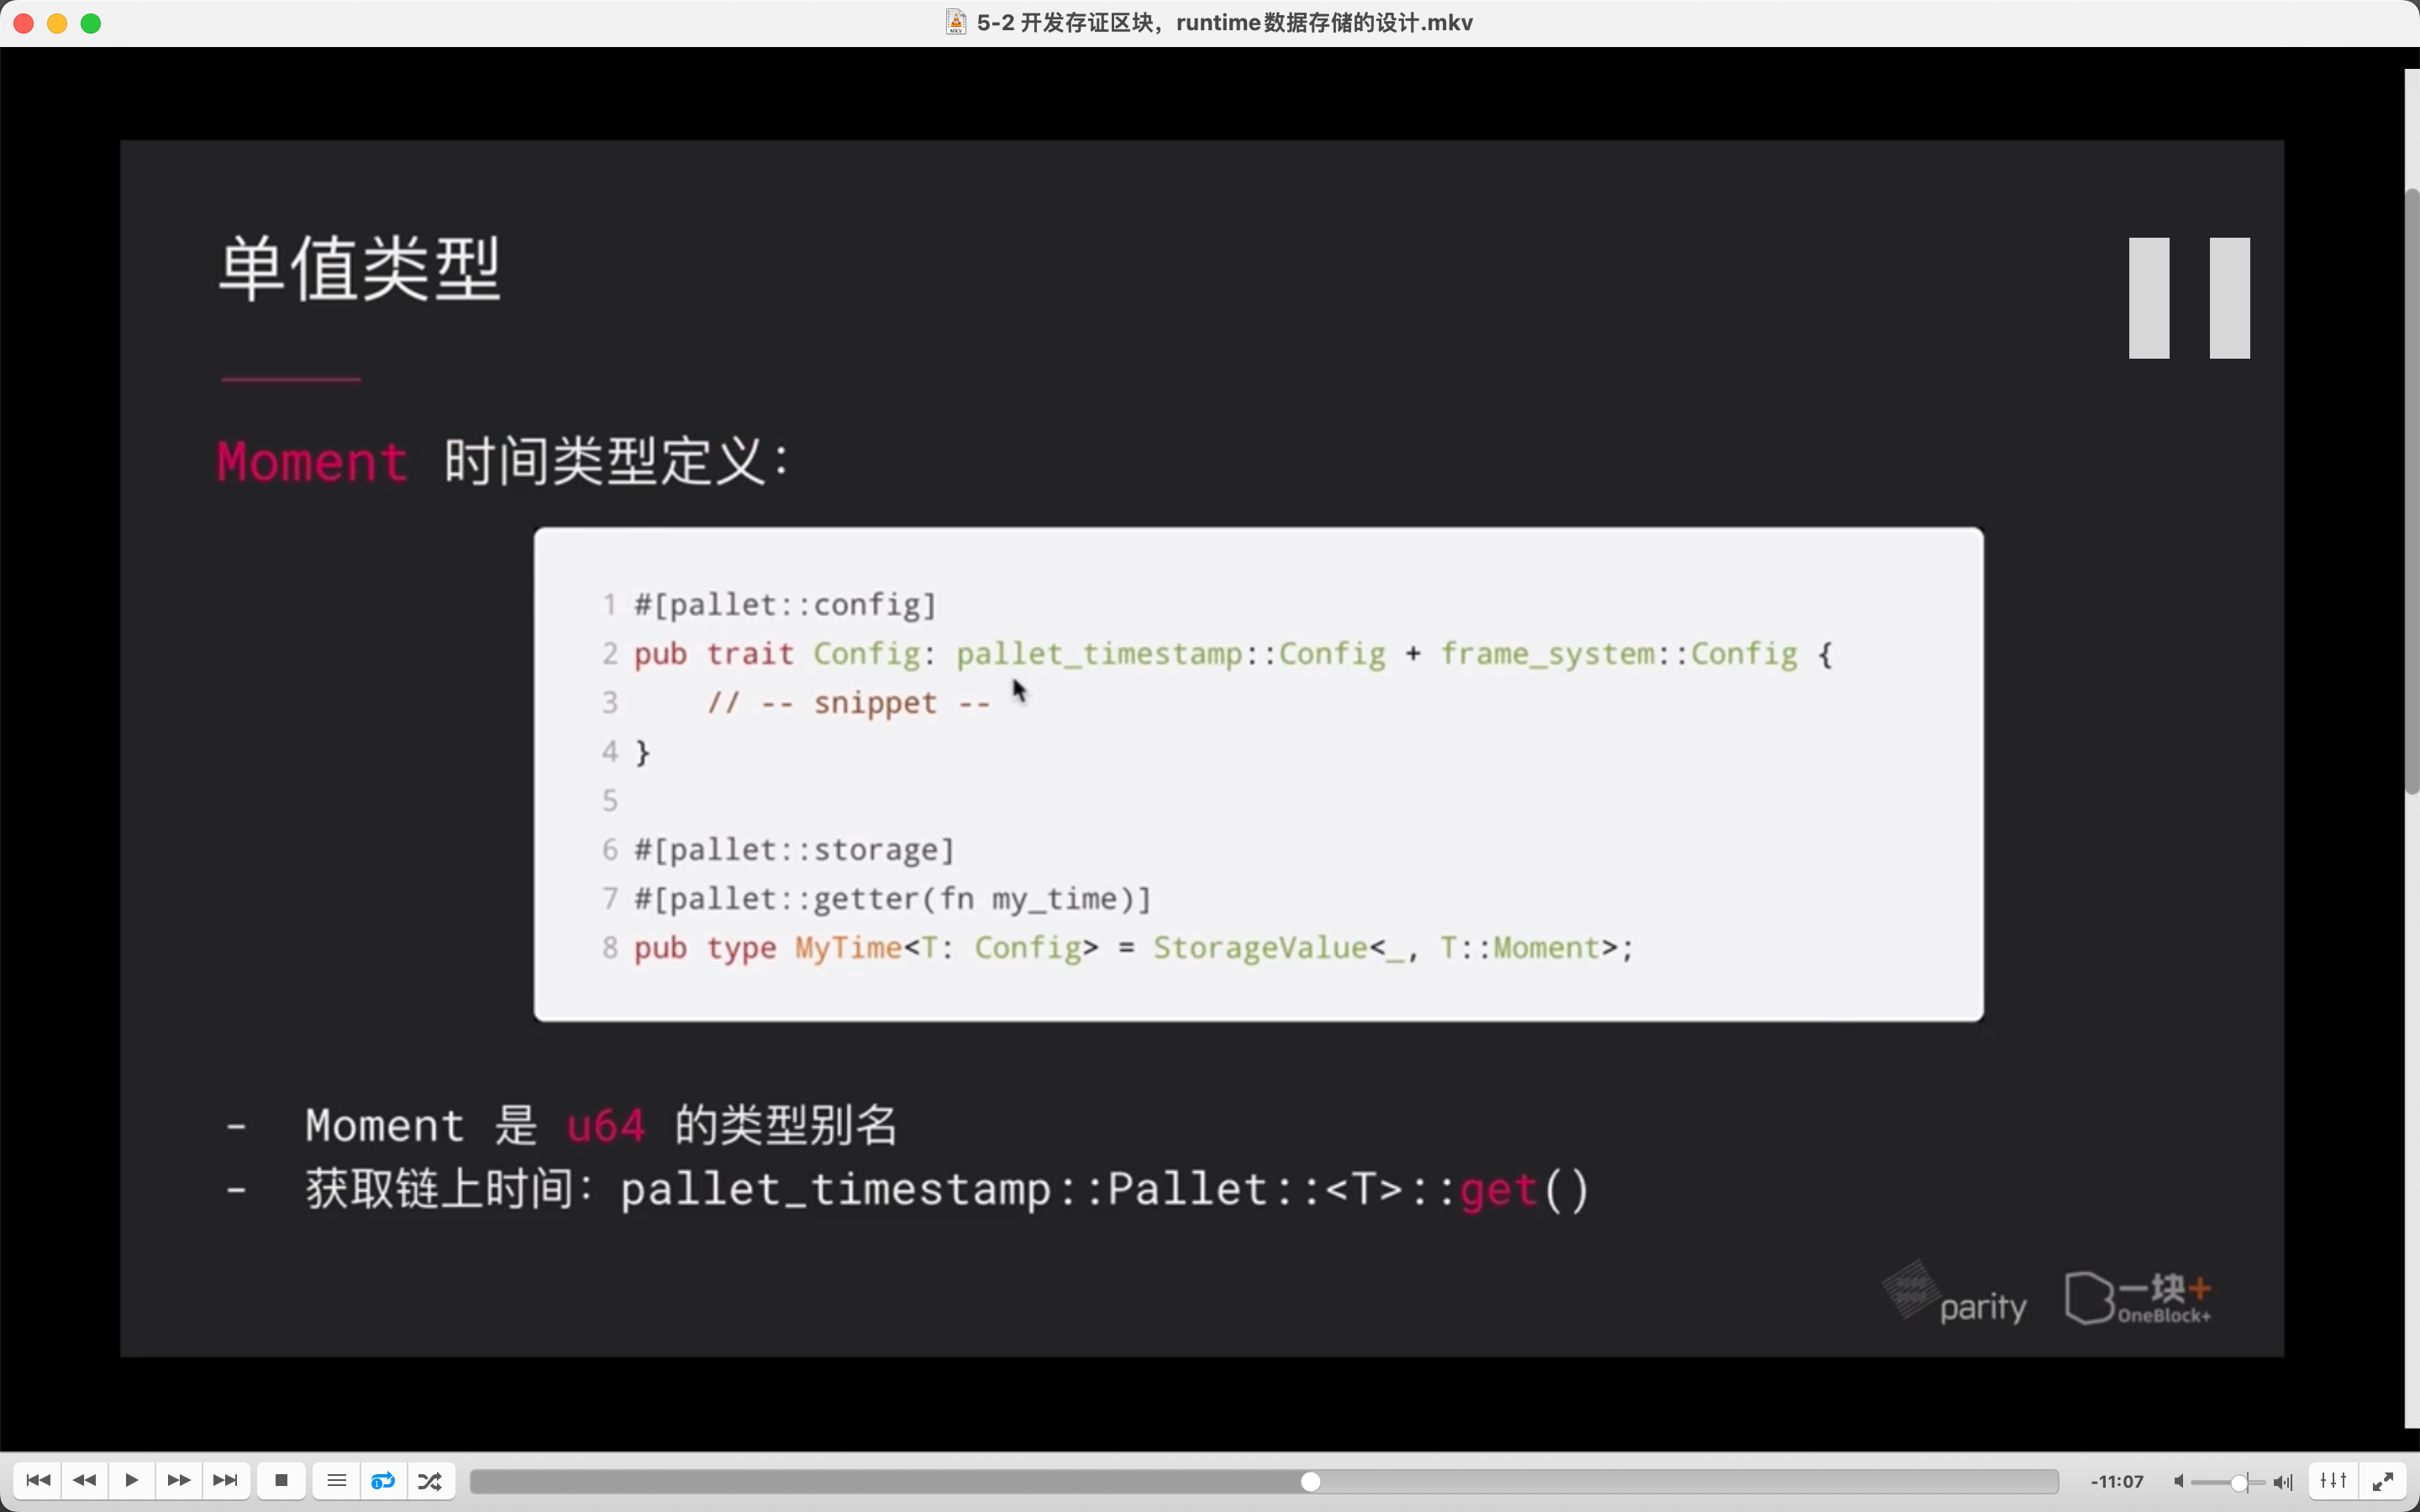 5-2 开发存证区块，runtime数据存储的设计.mkv
单值类型
Moment 时间类型定义：
1 #[pallet::config]
2 pub trait Config: pallet_timestamp::Config + frame_system::Config {
3     // -- snippet --
4 }
5
6 #[pallet::storage]
7 #[pallet::getter(fn my_time)]
8 pub type MyTime<T: Config> = StorageValue<_, T::Moment>;
- Moment 是 u64 的类型别名
- 获取链上时间：pallet_timestamp::Pallet::<T>::get()
parity
一块+
OneBlock+
-11:07